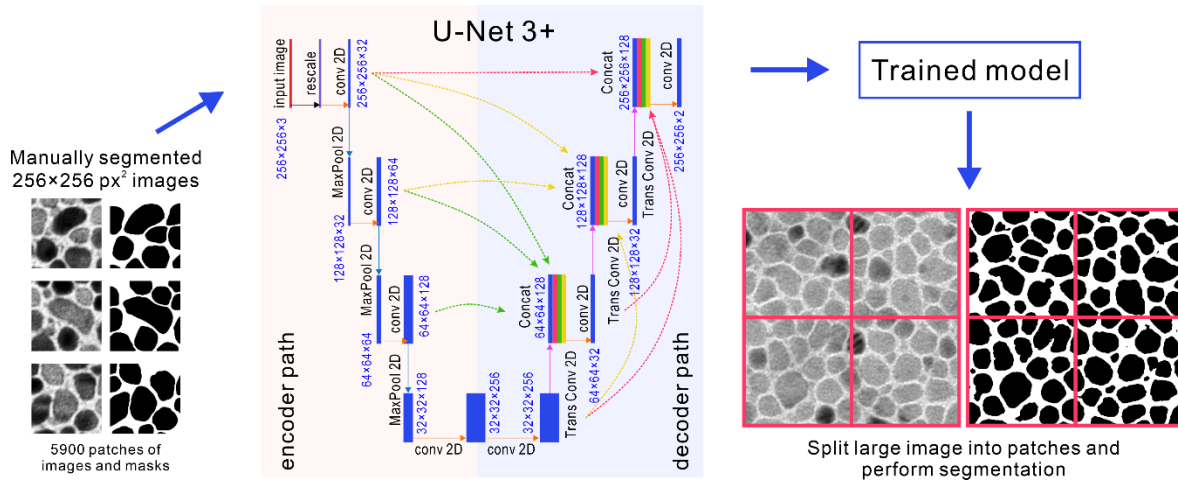 U-Net 3+
Manually segmented
256×256 px² images
5900 patches of
images and masks
encoder path
input image
256×256×3
rescale
conv 2D
256×256×32
MaxPool 2D
128×128×32
conv 2D
128×128×64
MaxPool 2D
64×64×64
conv 2D
64×64×128
MaxPool 2D
32×32×128
conv 2D
32×32×256
conv 2D
32×32×256
Trans Conv 2D
64×64×32
Concat
64×64×128
conv 2D
Trans Conv 2D
128×128×32
Concat
128×128×128
conv 2D
Trans Conv 2D
Concat
256×256×128
conv 2D
256×256×2
decoder path
Trained model
Split large image into patches and
perform segmentation